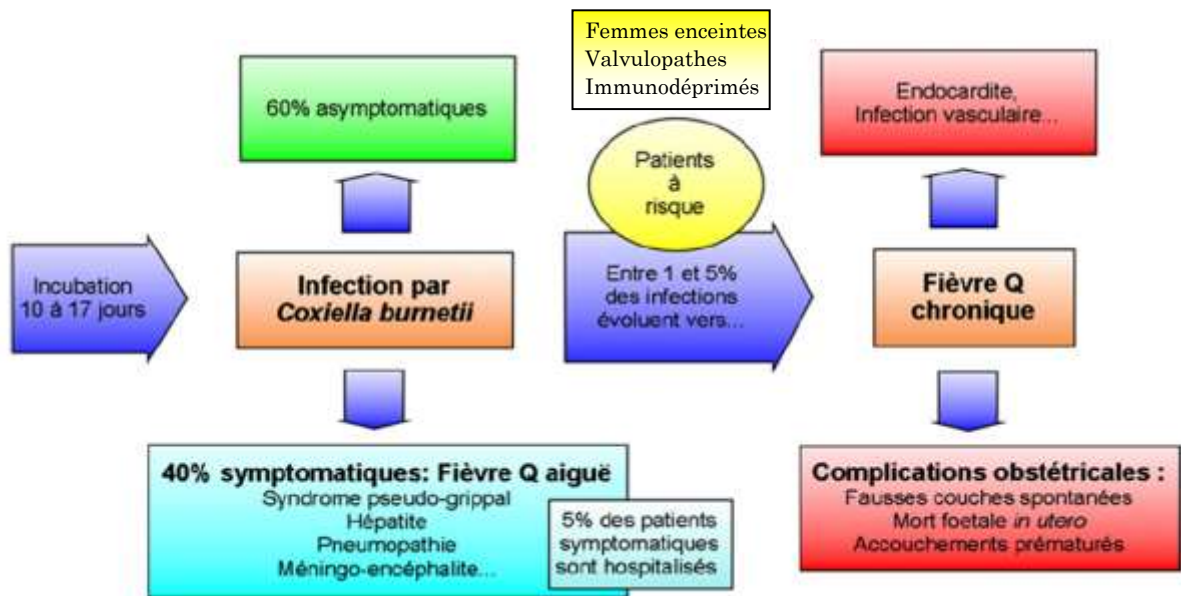 Femmes enceintes
Valvulopathes
Immunodéprimés
60% asymptomatiques
Endocardite,
Infection vasculaire...
Patients
à
risque
Incubation
10 à 17 jours
Infection par
Coxiella burnetii
Entre 1 et 5%
des infections
évoluent vers...
Fièvre Q
chronique
40% symptomatiques: Fièvre Q aiguë
Syndrome pseudo-grippal
Hépatite
Pneumopathie
Méningo-encéphalite...
5% des patients
symptomatiques
sont hospitalisés
Complications obstétricales :
Fausses couches spontanées
Mort foetale in utero
Accouchements prématurés